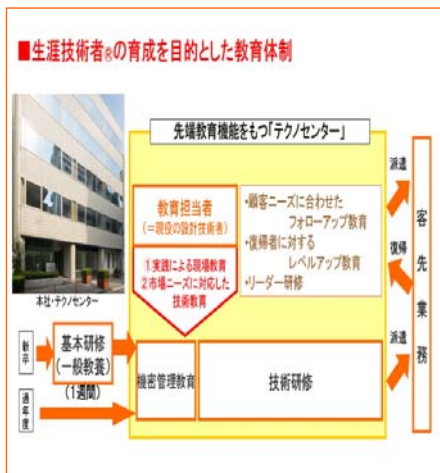 ■生涯技術者®の育成を目的とした教育体制
先端教育機能をもつ「テクノセンター」
教育担当者
(=現役の設計技術者)
①実践による現場教育
②市場ニーズに対応した
技術教育
・顧客ニーズに合わせた
フォローアップ教育
・復帰者に対する
レベルアップ教育
・リーダー研修
派遣
復帰
派遣
客先業務
本社・テクノセンター
新卒
基本研修
(一般教養)
(1週間)
過年度
機密管理教育
技術研修